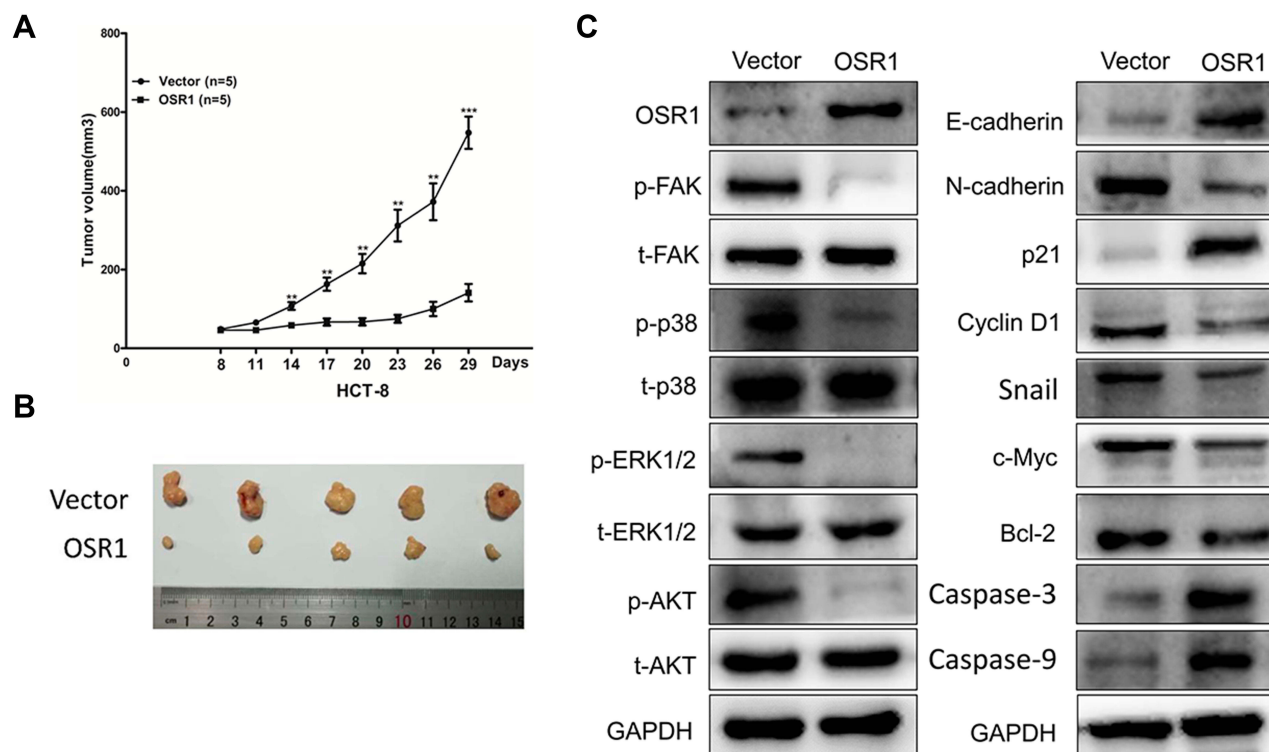 A
800
600
400
200
0
Tumor volume(mm3)
Vector (n=5)
OSR1 (n=5)
**
**
**
**
**
***
0 8 11 14 17 20 23 26 29 Days
HCT-8
B
Vector
OSR1
cm 1 2 3 4 5 6 7 8 9 10 11 12 13 14 15
C
Vector OSR1
OSR1
p-FAK
t-FAK
p-p38
t-p38
p-ERK1/2
t-ERK1/2
p-AKT
t-AKT
GAPDH
Vector OSR1
E-cadherin
N-cadherin
p21
Cyclin D1
Snail
c-Myc
Bcl-2
Caspase-3
Caspase-9
GAPDH